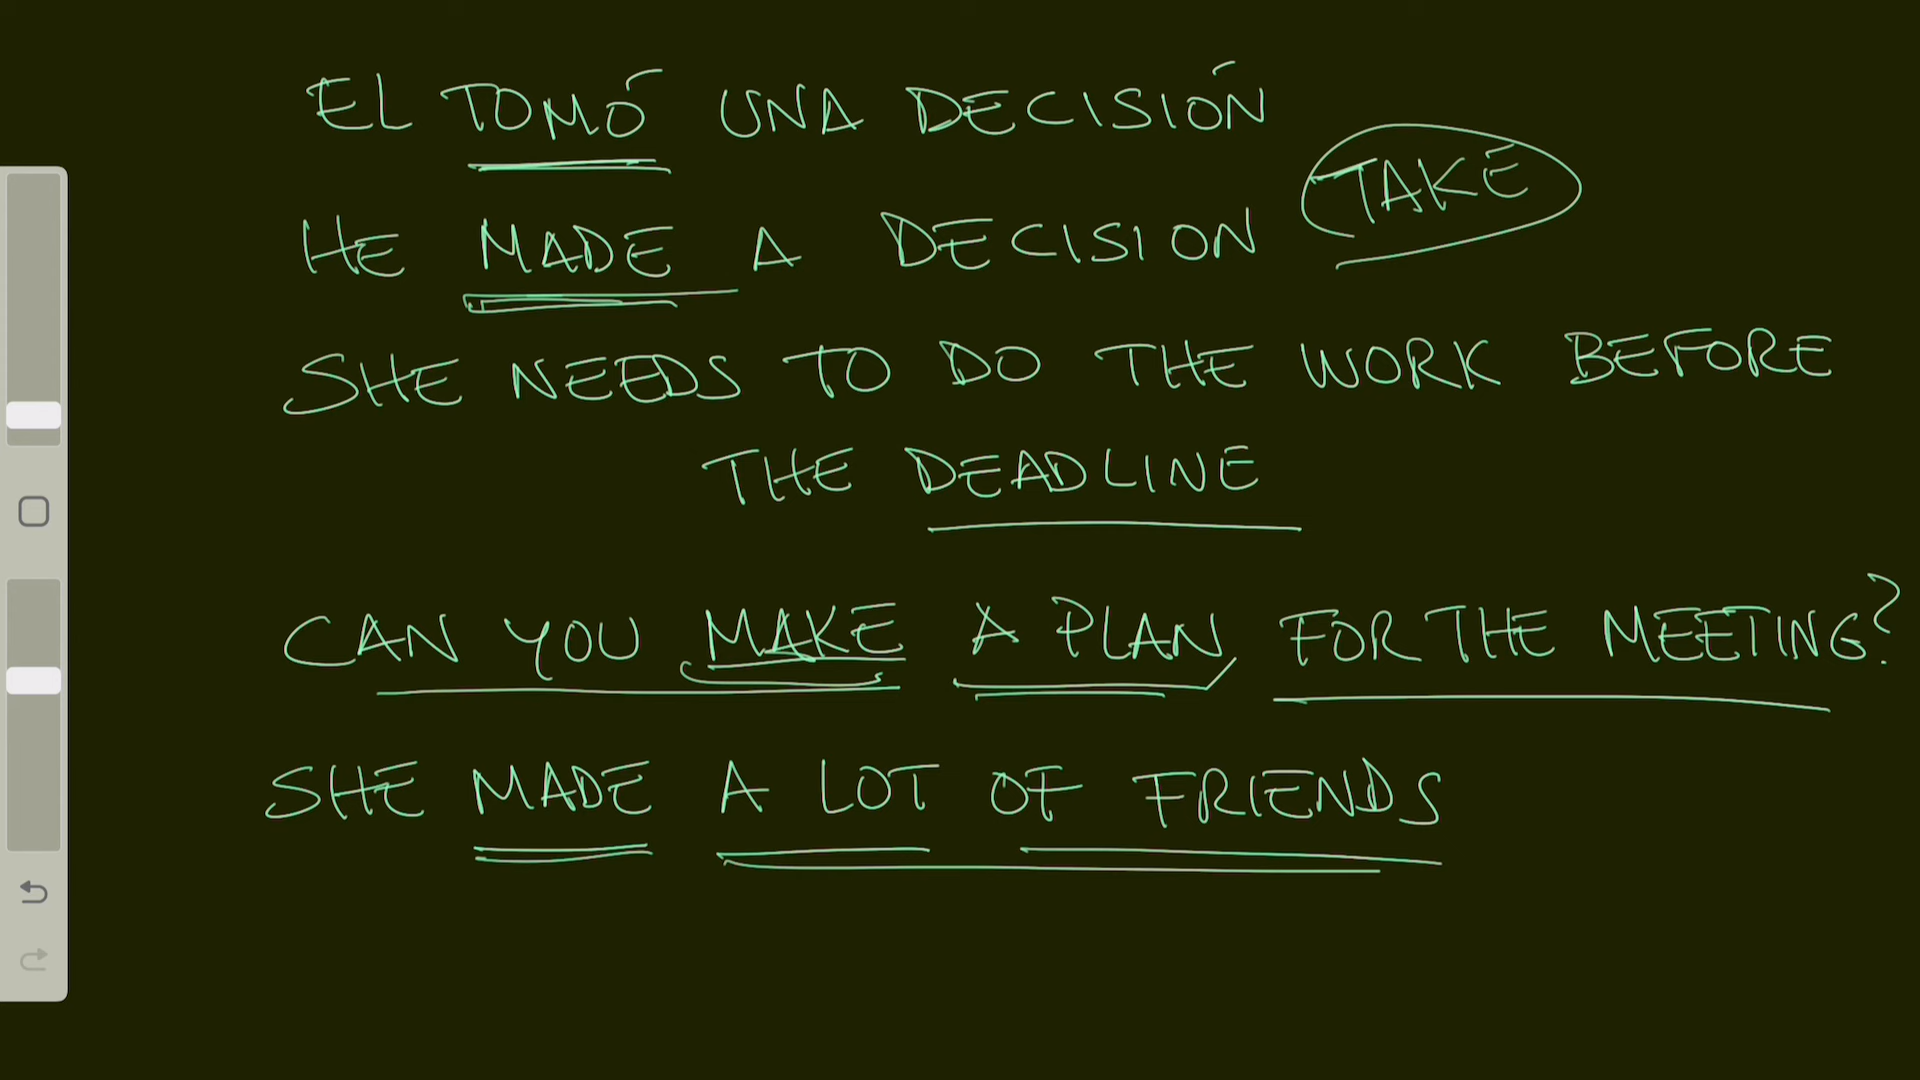 EL TOMÓ UNA DECISIÓN
TAKE
HE MADE A DECISION
SHE NEEDS TO DO THE WORK BEFORE
THE DEADLINE
CAN YOU MAKE A PLAN FOR THE MEETING?
SHE MADE A LOT OF FRIENDS